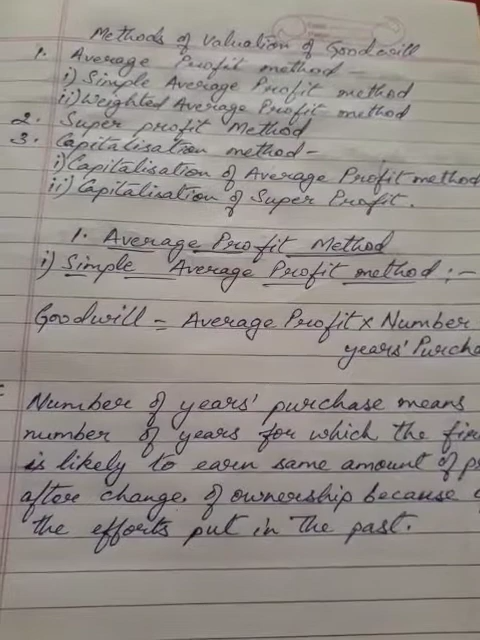 Methods of Valuation of Goodwill
1. Average Profit method -
i) Simple Average Profit method
ii) Weighted Average Profit method
2. Super profit Method
3. Capitalisation method -
i) Capitalisation of Average Profit method
ii) Capitalisation of Super Profit.
1. Average Profit Method
i) Simple Average Profit method :-
Goodwill = Average Profit x Number
years' Purcha
Number of years' purchase means
number of years for which the fir
is likely to earn same amount of p
after change. of ownership because
the efforts put in the past.